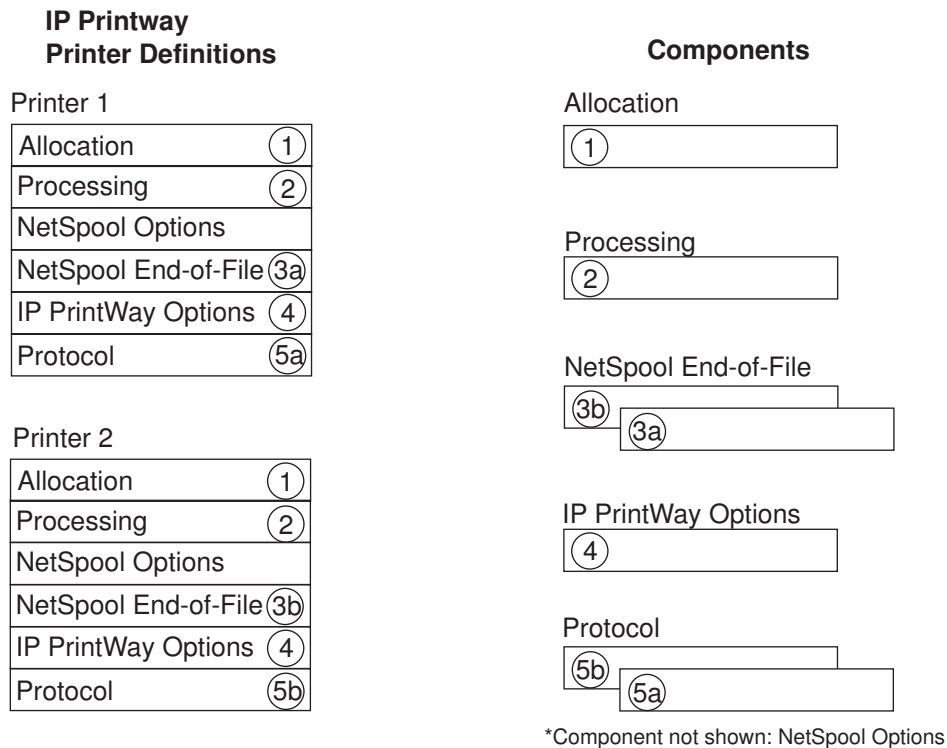 IP Printway
Printer Definitions
Printer 1
Allocation 1
Processing 2
NetSpool Options
NetSpool End-of-File 3a
IP PrintWay Options 4
Protocol 5a
Printer 2
Allocation 1
Processing 2
NetSpool Options
NetSpool End-of-File 3b
IP PrintWay Options 4
Protocol 5b
Components
Allocation
1
Processing
2
NetSpool End-of-File
3b
3a
IP PrintWay Options
4
Protocol
5b
5a
*Component not shown: NetSpool Options